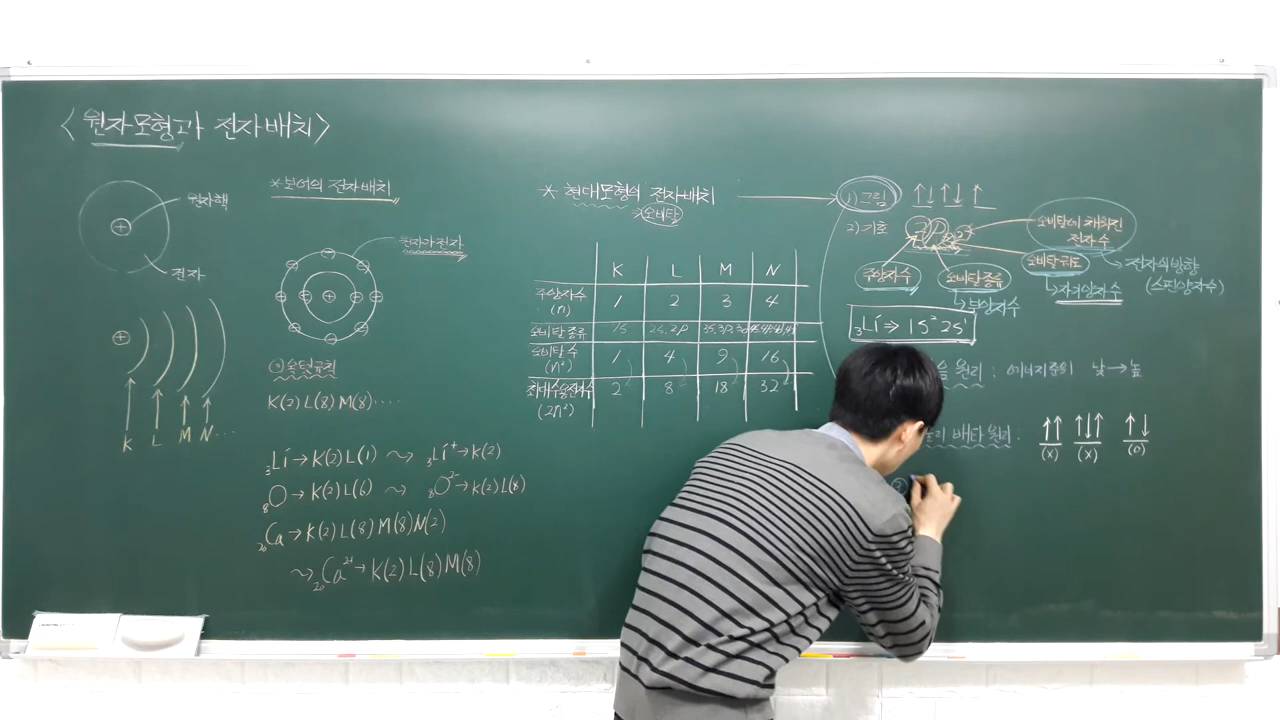 <원자모형과 전자배치>
원자핵
전자
K L M N ...
*보어의 전자배치
원자가 전자
옥텟규칙
K(2) L(8) M(8) ....
₃Li → K(2) L(1) ⤳ ₃Li⁺ → K(2)
₈O → K(2) L(6) ⤳ ₈O²⁻ → K(2) L(8)
₂₀Ca → K(2) L(8) M(8) N(2)
⤳ ₂₀Ca²⁺ → K(2) L(8) M(8)
* 현대모형의 전자배치
오비탈
K L M N
주양자수 (n) 1 2 3 4
오비탈 종류 1s 2s, 2p 3s, 3p, 3d
오비탈 수 (n²) 1 4 9 16
최대수용전자수 (2n²) 2 8 18 32
1) 그림 ↑↓ ↑↓ ↑
2) 기호
오비탈에 채워진 전자수
주양자수
오비탈 종류
부양자수
자기양자수
전자의 방향
(스핀양자수)
₃Li ⇒ 1s² 2s¹
원리 : 에너지준위 낮→높
배타 원리.
↑↑ ↑↓↑ ↑↓
(x) (x) (o)